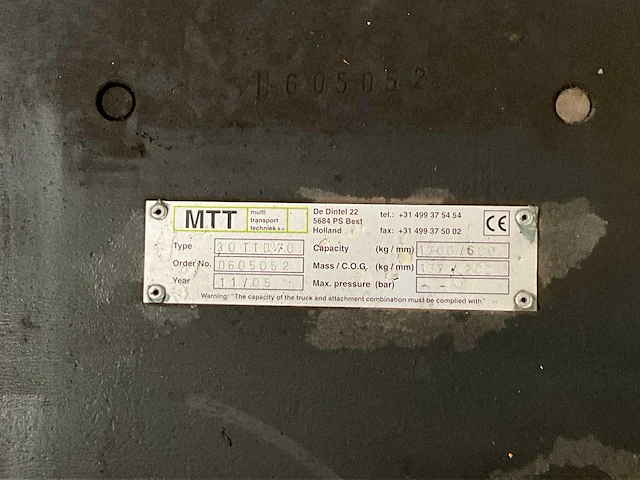 0605052
MTT
multi
transport
techniek b.v.
De Dintel 22
5684 PS Best
Holland
tel.: +31 499 37 54 54
fax: +31 499 37 50 02
CE
Type
Capacity (kg / mm) 1700/600
Order No. 0605052
Mass / C.O.G. (kg / mm)
Year 11/05
Max. pressure (bar)
Warning: "The capacity of the truck and attachment combination must be complied with"